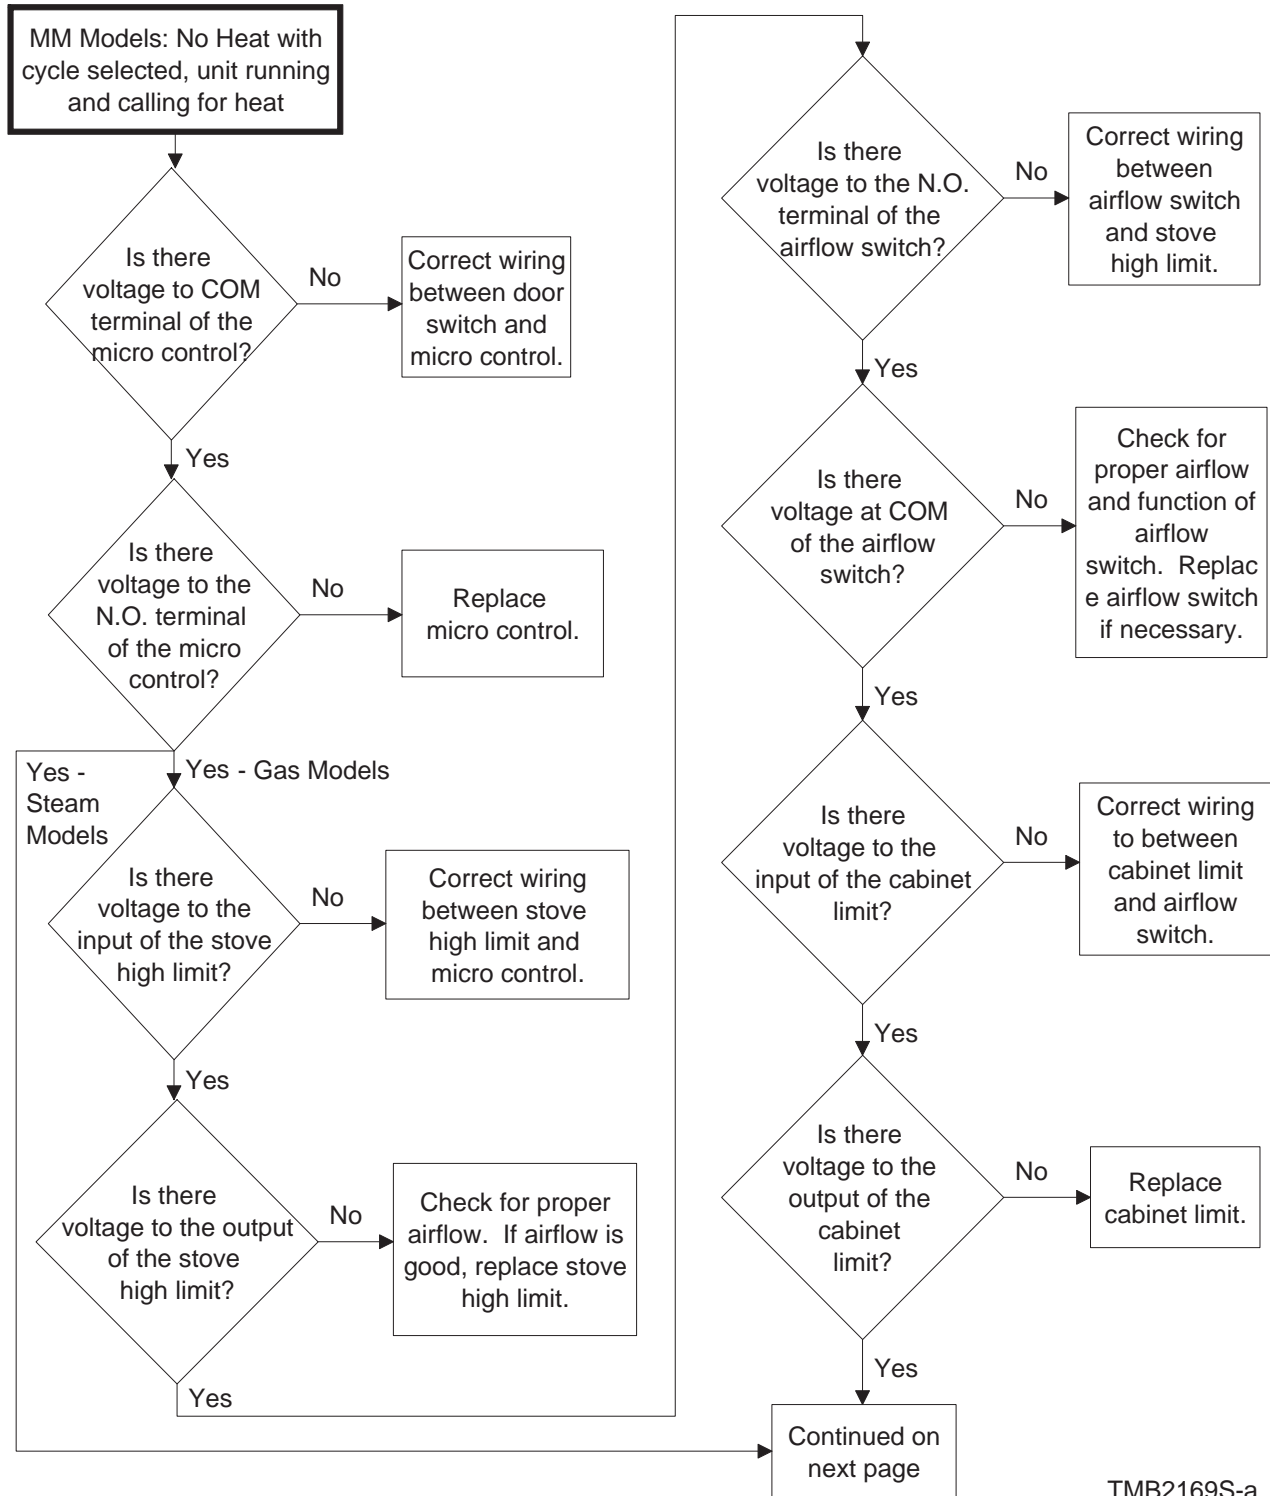 MM Models: No Heat with
cycle selected, unit running
and calling for heat
Is there
voltage to COM
terminal of the
micro control?
No
Correct wiring
between door
switch and
micro control.
Yes
Is there
voltage to the
N.O. terminal
of the micro
control?
No
Replace
micro control.
Yes -
Steam
Models
Yes - Gas Models
Is there
voltage to the
input of the stove
high limit?
No
Correct wiring
between stove
high limit and
micro control.
Yes
Is there
voltage to the output
of the stove
high limit?
No
Check for proper
airflow.  If airflow is
good, replace stove
high limit.
Yes
Is there
voltage to the N.O.
terminal of the
airflow switch?
No
Correct wiring
between
airflow switch
and stove
high limit.
Yes
Is there
voltage at COM
of the airflow
switch?
No
Check for
proper airflow
and function of
airflow
switch.  Replac
e airflow switch
if necessary.
Yes
Is there
voltage to the
input of the cabinet
limit?
No
Correct wiring
to between
cabinet limit
and airflow
switch.
Yes
Is there
voltage to the
output of the
cabinet
limit?
No
Replace
cabinet limit.
Yes
Continued on
next page
TMB2169S-a